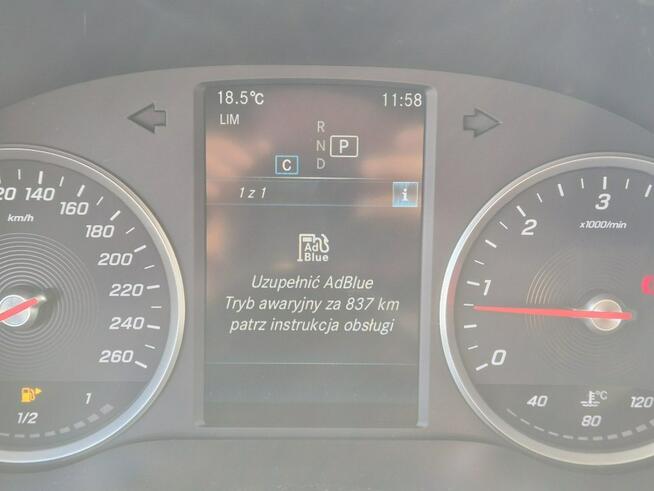 18.5°C 11:58
LIM
R
N P
C D
1 z 1 i
Ad
Blue
Uzupełnić AdBlue
Tryb awaryjny za 837 km
patrz instrukcja obsługi
120 140 160 180 200 220 240 260
km/h
1/2 1
0 1 2 3
x1000/min
40 80 120
°C